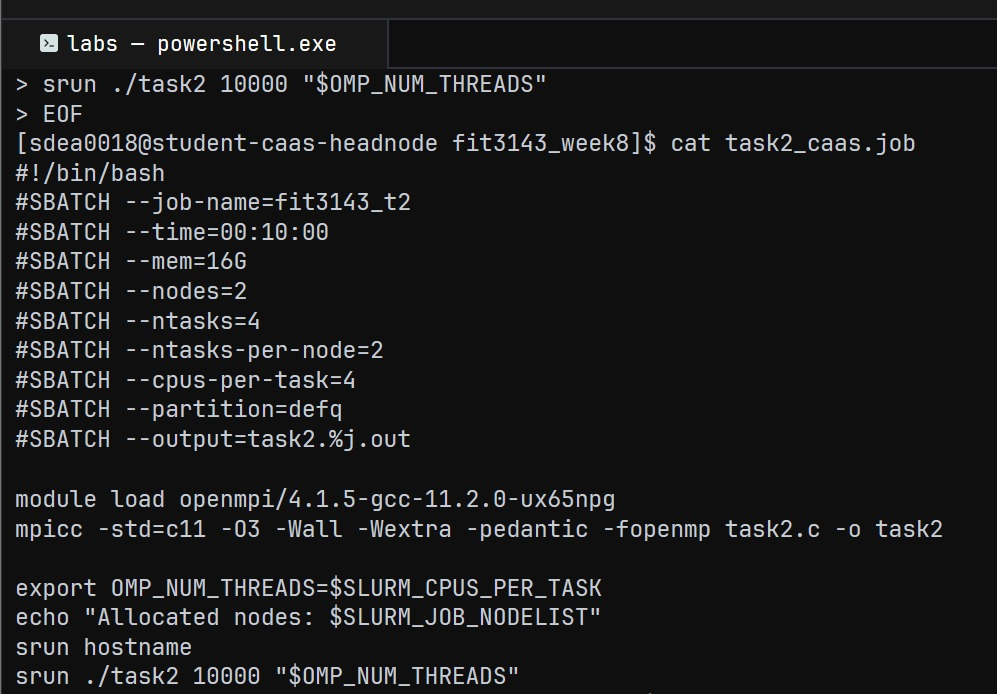 labs — powershell.exe
> srun ./task2 10000 "$OMP_NUM_THREADS"
> EOF
[sdea0018@student-caas-headnode fit3143_week8]$ cat task2_caas.job
#!/bin/bash
#SBATCH --job-name=fit3143_t2
#SBATCH --time=00:10:00
#SBATCH --mem=16G
#SBATCH --nodes=2
#SBATCH --ntasks=4
#SBATCH --ntasks-per-node=2
#SBATCH --cpus-per-task=4
#SBATCH --partition=defq
#SBATCH --output=task2.%j.out
module load openmpi/4.1.5-gcc-11.2.0-ux65npg
mpicc -std=c11 -O3 -Wall -Wextra -pedantic -fopenmp task2.c -o task2
export OMP_NUM_THREADS=$SLURM_CPUS_PER_TASK
echo "Allocated nodes: $SLURM_JOB_NODELIST"
srun hostname
srun ./task2 10000 "$OMP_NUM_THREADS"